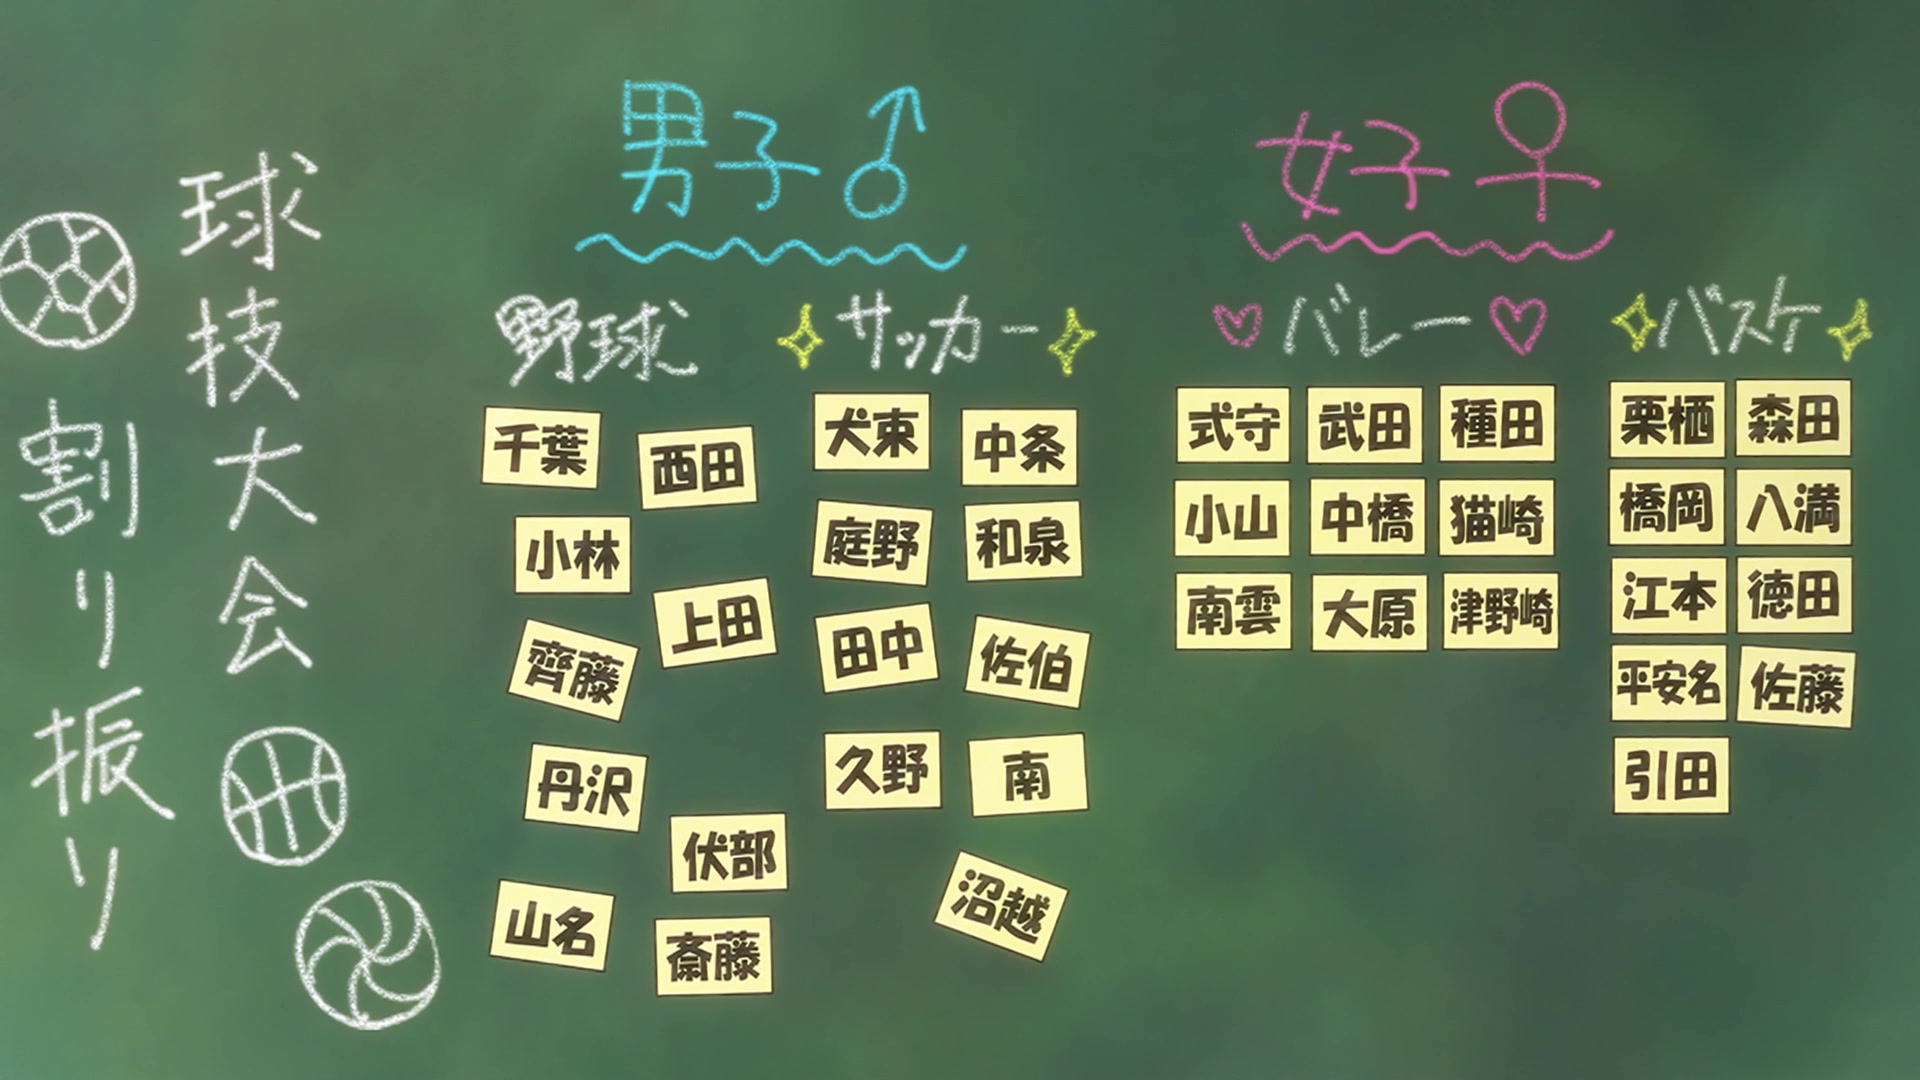 球技大会
割り振り
男子♂
野球
千葉 西田
小林
上田
齊藤
丹沢
伏部
山名
斎藤
サッカー
犬束 中条
庭野 和泉
田中 佐伯
久野 南
沼越
女子♀
バレー
式守 武田 種田
小山 中橋 猫崎
南雲 大原 津野崎
バスケ
栗栖 森田
橋岡 八満
江本 徳田
平安名 佐藤
引田